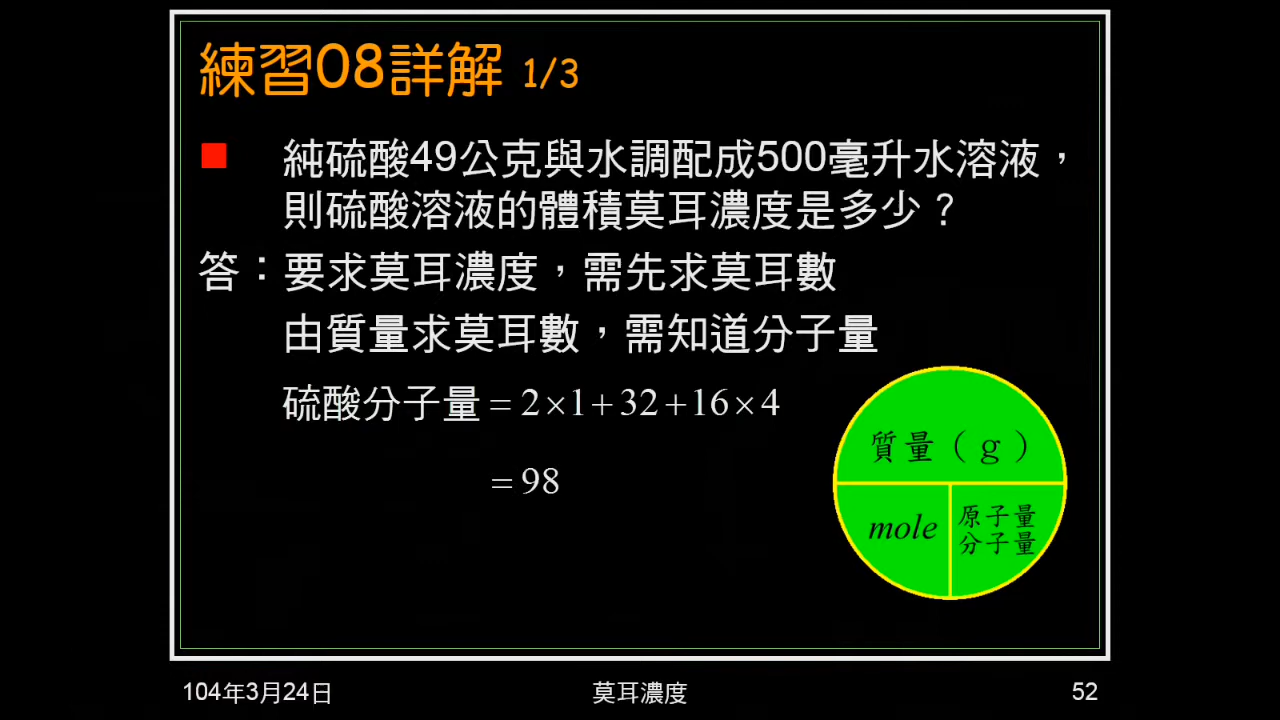 練習08詳解 1/3
純硫酸49公克與水調配成500毫升水溶液，
則硫酸溶液的體積莫耳濃度是多少？
答：要求莫耳濃度，需先求莫耳數
由質量求莫耳數，需知道分子量
硫酸分子量＝2×1+32+16×4
＝98
質量（g）
mole
原子量
分子量
104年3月24日
莫耳濃度
52